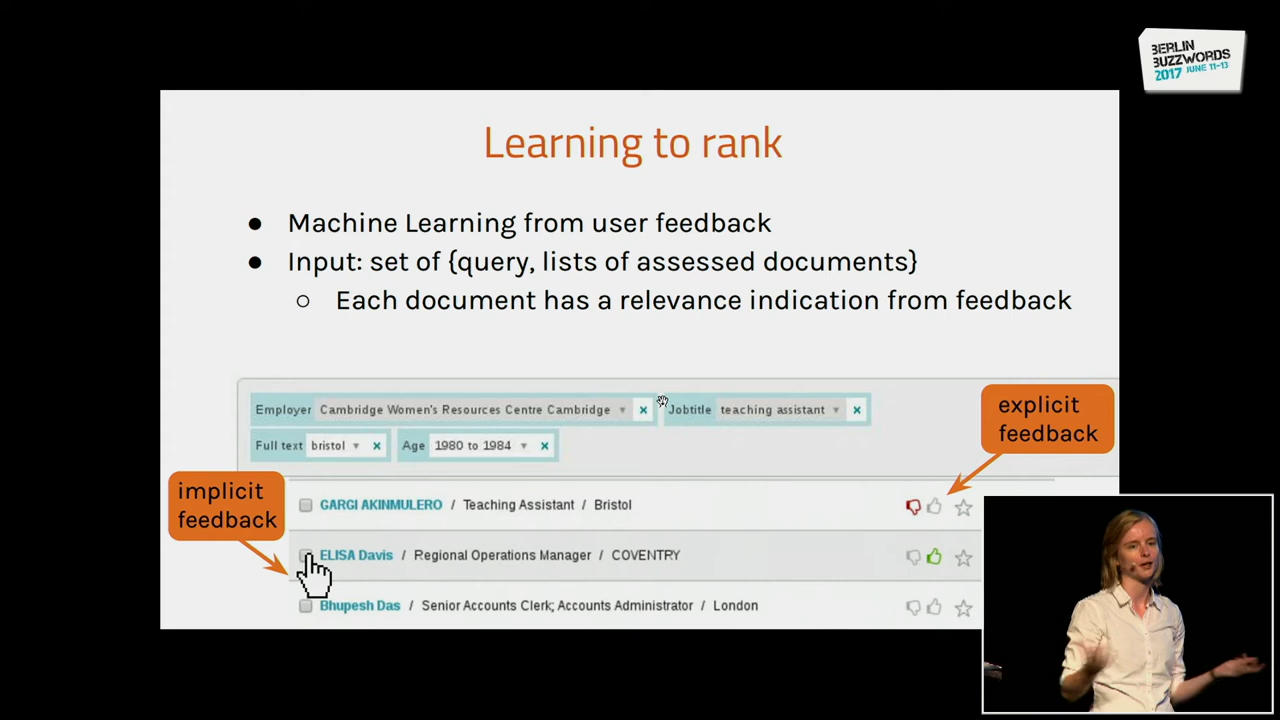 BERLIN
BUZZWORDS
2017 JUNE 11-13
Learning to rank
● Machine Learning from user feedback
● Input: set of {query, lists of assessed documents}
○ Each document has a relevance indication from feedback
Employer Cambridge Women's Resources Centre Cambridge ▾ × Jobtitle teaching assistant ▾ ×
Full text bristol ▾ × Age 1980 to 1984 ▾ ×
explicit
feedback
implicit
feedback
GARGI AKINMULERO / Teaching Assistant / Bristol
ELISA Davis / Regional Operations Manager / COVENTRY
Bhupesh Das / Senior Accounts Clerk; Accounts Administrator / London